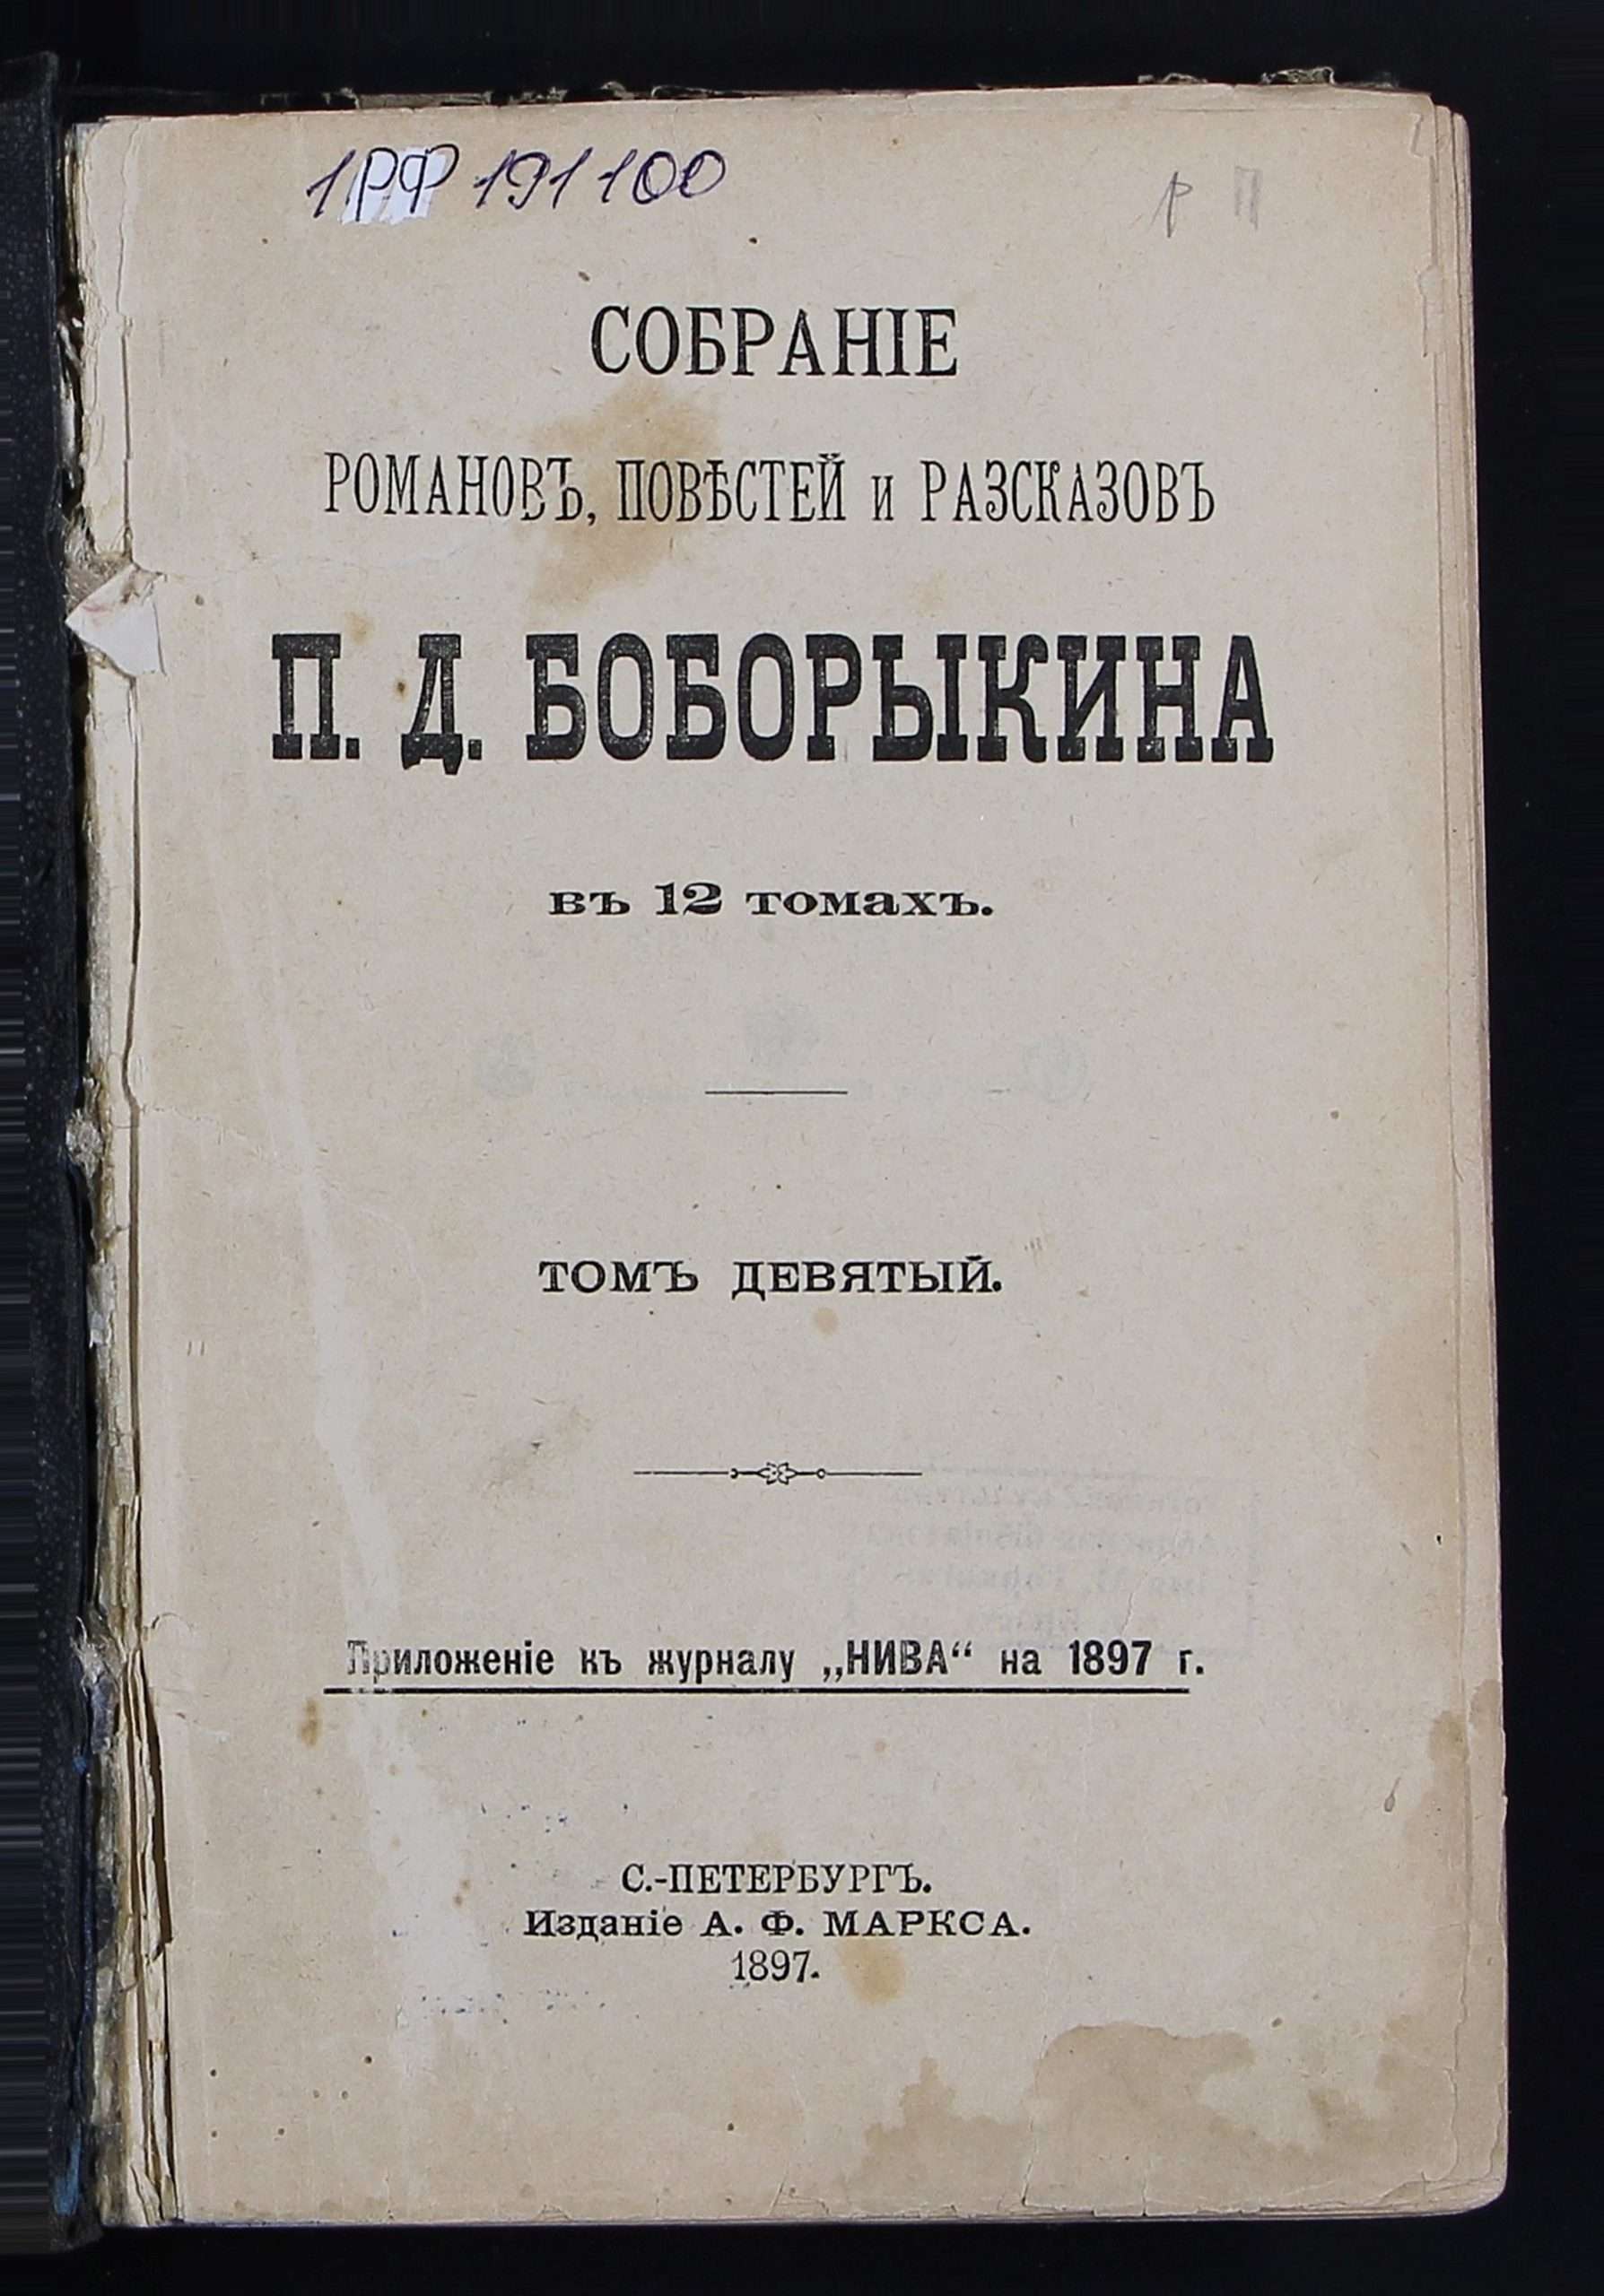 1РФ 191100
Р П
СОБРАНІЕ
РОМАНОВЪ, ПОВѢСТЕЙ и РАЗСКАЗОВЪ
П. Д. БОБОРЫКИНА
въ 12 томахъ.
ТОМЪ ДЕВЯТЫЙ.
Приложеніе къ журналу „НИВА“ на 1897 г.
С.-ПЕТЕРБУРГЪ.
Изданіе А. Ф. МАРКСА.
1897.